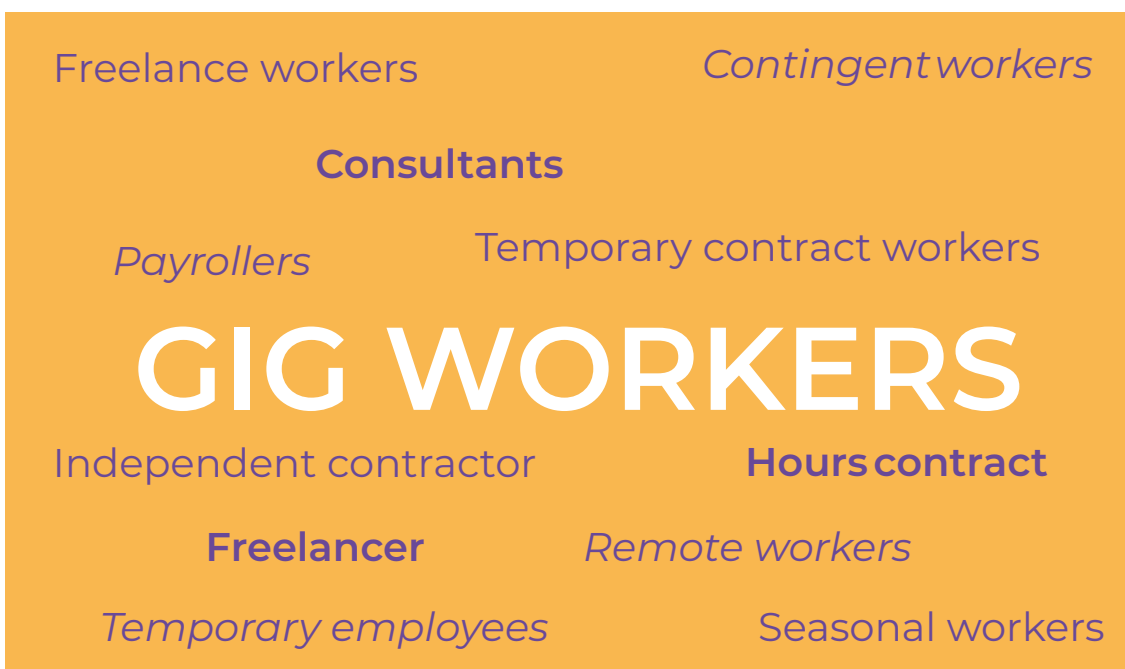 Freelance workers
Contingent workers
Consultants
Payrollers
Temporary contract workers
GIG WORKERS
Independent contractor
Hours contract
Freelancer
Remote workers
Temporary employees
Seasonal workers